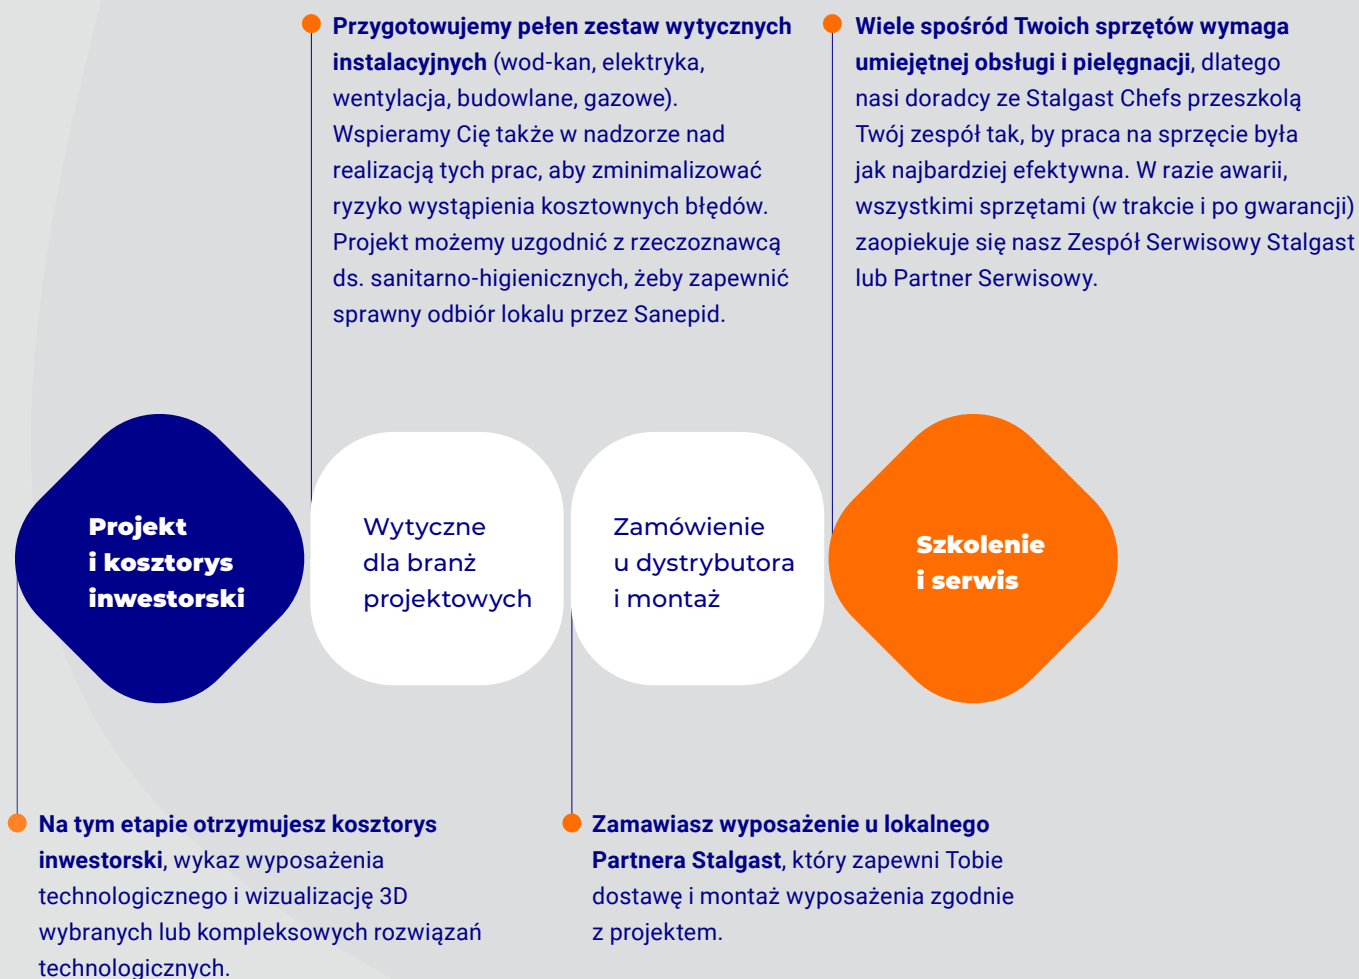 Przygotowujemy pełen zestaw wytycznych
instalacyjnych (wod-kan, elektryka,
wentylacja, budowlane, gazowe).
Wspieramy Cię także w nadzorze nad
realizacją tych prac, aby zminimalizować
ryzyko wystąpienia kosztownych błędów.
Projekt możemy uzgodnić z rzeczoznawcą
ds. sanitarno-higienicznych, żeby zapewnić
sprawny odbiór lokalu przez Sanepid.
Wiele spośród Twoich sprzętów wymaga
umiejętnej obsługi i pielęgnacji, dlatego
nasi doradcy ze Stalgast Chefs przeszkolą
Twój zespół tak, by praca na sprzęcie była
jak najbardziej efektywna. W razie awarii,
wszystkimi sprzętami (w trakcie i po gwarancji)
zaopiekuje się nasz Zespół Serwisowy Stalgast
lub Partner Serwisowy.
Projekt
i kosztorys
inwestorski
Wytyczne
dla branż
projektowych
Zamówienie
u dystrybutora
i montaż
Szkolenie
i serwis
Na tym etapie otrzymujesz kosztorys
inwestorski, wykaz wyposażenia
technologicznego i wizualizację 3D
wybranych lub kompleksowych rozwiązań
technologicznych.
Zamawiasz wyposażenie u lokalnego
Partnera Stalgast, który zapewni Tobie
dostawę i montaż wyposażenia zgodnie
z projektem.